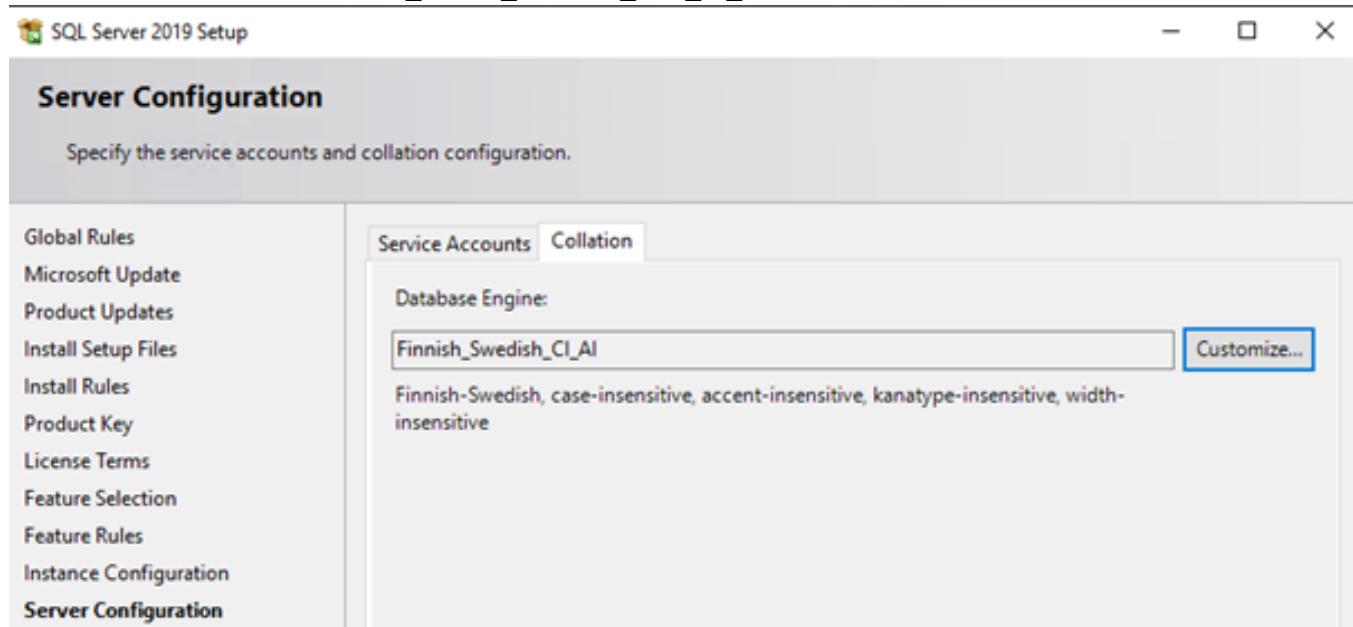 SQL Server 2019 Setup
Server Configuration
Specify the service accounts and collation configuration.
Global Rules
Microsoft Update
Product Updates
Install Setup Files
Install Rules
Product Key
License Terms
Feature Selection
Feature Rules
Instance Configuration
Server Configuration
Service Accounts Collation
Database Engine:
Finnish_Swedish_CI_AI
Customize...
Finnish-Swedish, case-insensitive, accent-insensitive, kanatype-insensitive, width-
insensitive